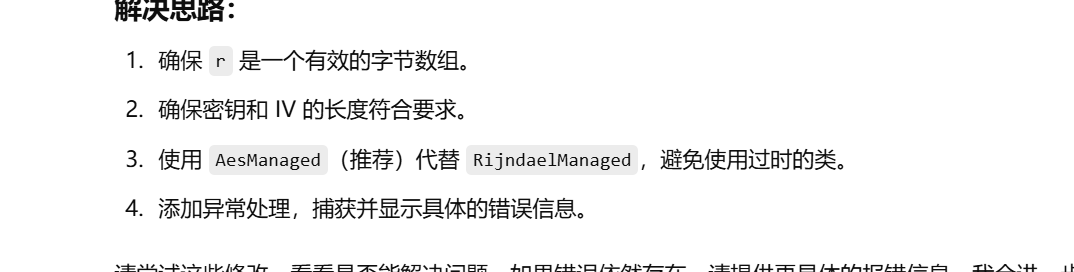 解决思路：
1. 确保 r 是一个有效的字节数组。
2. 确保密钥和 IV 的长度符合要求。
3. 使用 AesManaged（推荐）代替 RijndaelManaged，避免使用过时的类。
4. 添加异常处理，捕获并显示具体的错误信息。
请尝试这些修改，看看是否能解决问题。如果错误依然存在，请提供更具体的报错信息，我会进一步